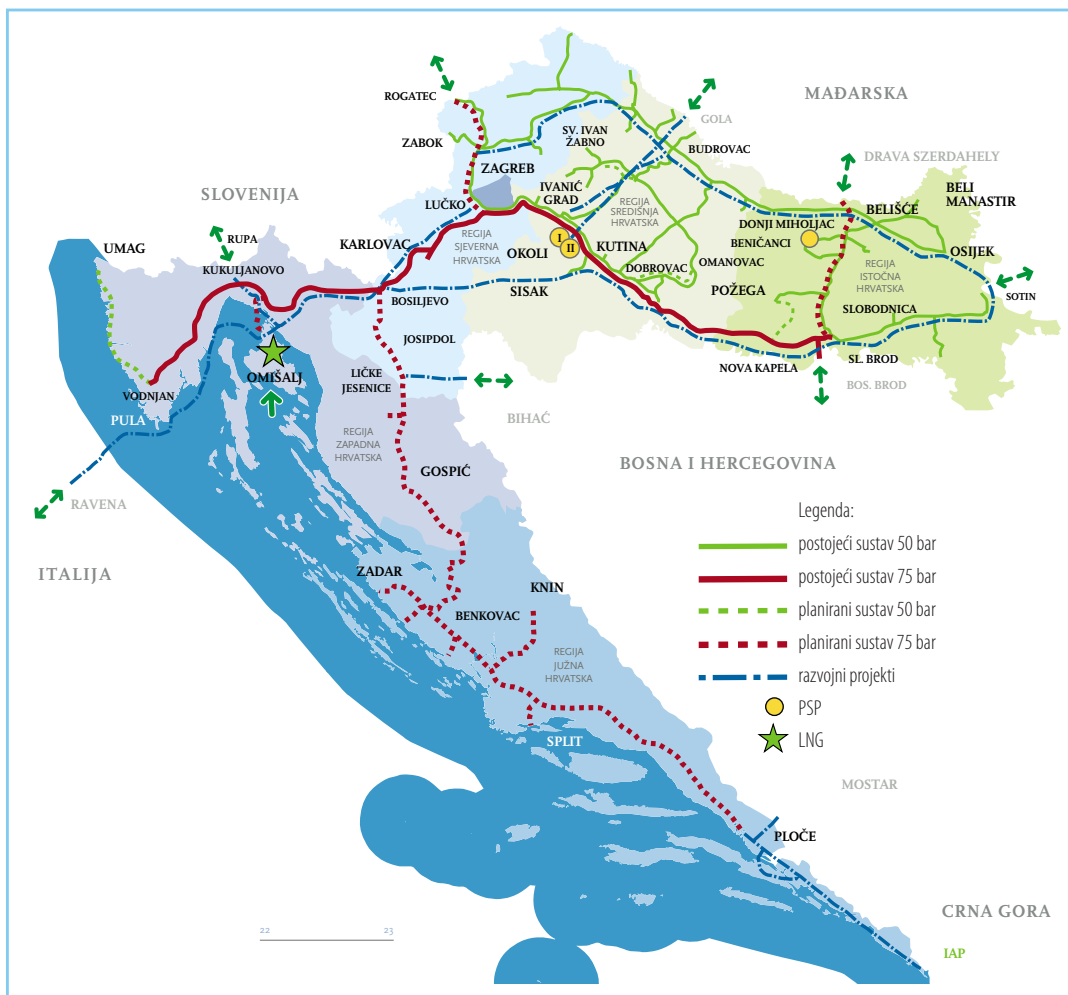 MAĐARSKA
ROGATEC
GOLA
SV. IVAN
ŽABNO
ZABOK
BUDROVAC
DRAVA SZERDAHELY
ZAGREB
SLOVENIJA
IVANIĆ
GRAD
BELI
MANASTIR
LUČKO
REGIJA
SREDIŠNJA
HRVATSKA
BELIŠĆE
DONJI MIHOLJAC
UMAG
RUPA
KARLOVAC
REGIJA
SJEVERNA
HRVATSKA
I
II
OKOLI
KUTINA
BENIČANCI
OSIJEK
KUKULJANOVO
DOBROVAC
OMANOVAC
REGIJA
ISTOČNA
HRVATSKA
BOSILJEVO
SISAK
POŽEGA
SOTIN
SLOBODNICA
JOSIPDOL
SL. BROD
NOVA KAPELA
OMIŠALJ
LIČKE
JESENICE
BOS. BROD
VODNJAN
PULA
BIHAĆ
REGIJA
ZAPADNA
HRVATSKA
GOSPIĆ
BOSNA I HERCEGOVINA
RAVENA
Legenda:
postojeći sustav 50 bar
ITALIJA
postojeći sustav 75 bar
ZADAR
KNIN
planirani sustav 50 bar
BENKOVAC
planirani sustav 75 bar
REGIJA
JUŽNA
HRVATSKA
razvojni projekti
PSP
LNG
SPLIT
MOSTAR
PLOČE
CRNA GORA
22
23
IAP